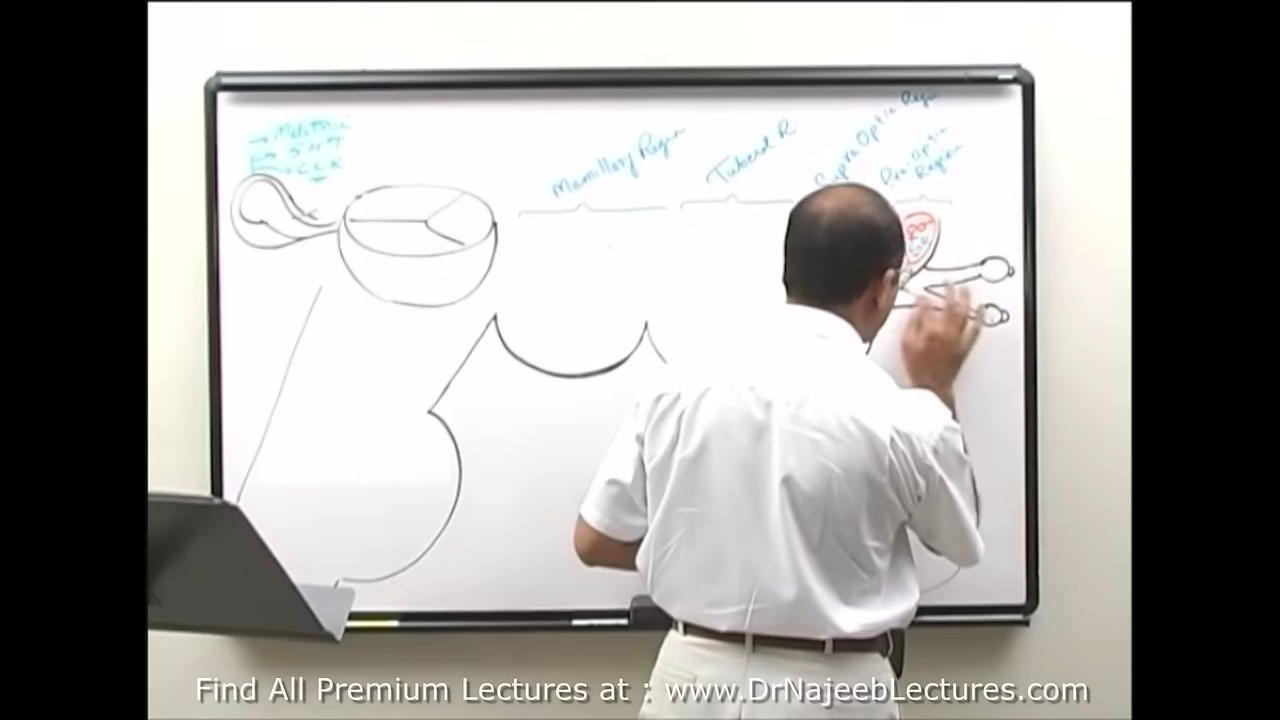 → Melatonin
→ 5-HT
→ CCK
Mamillary Region
Tuberal R
Supra Optic Region
Pre-Optic
Region
Find All Premium Lectures at : www.DrNajeebLectures.com